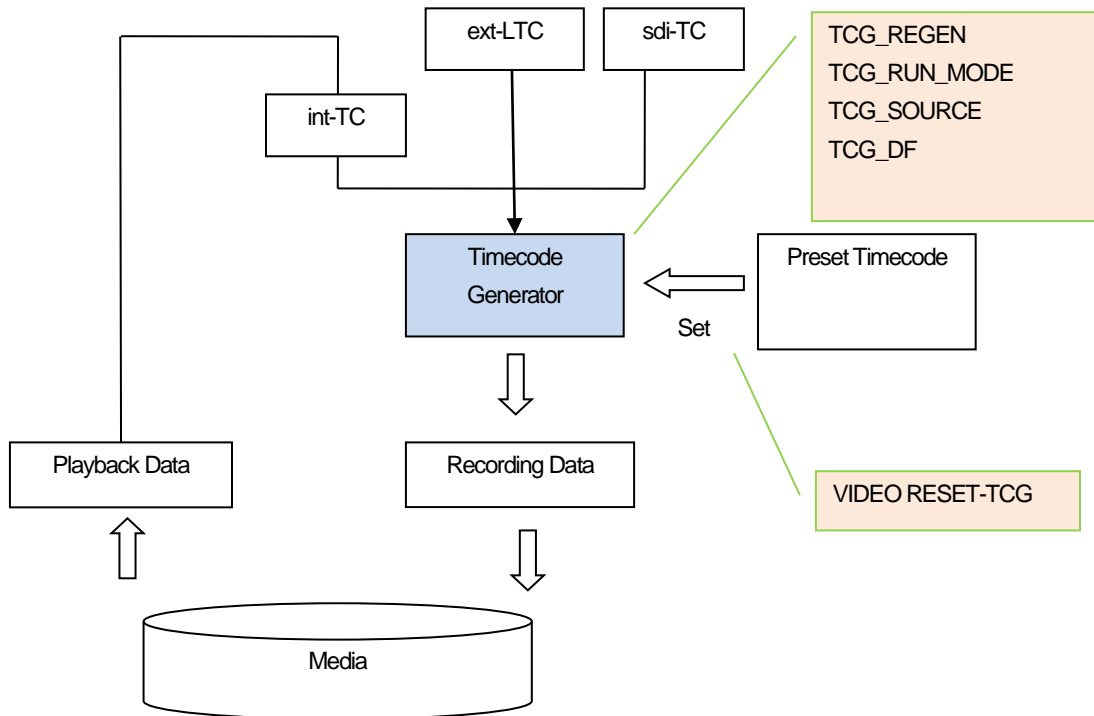 ext-LTC
sdi-TC
TCG_REGEN
TCG_RUN_MODE
TCG_SOURCE
TCG_DF
int-TC
Timecode
Generator
Preset Timecode
Set
Playback Data
Recording Data
VIDEO RESET-TCG
Media